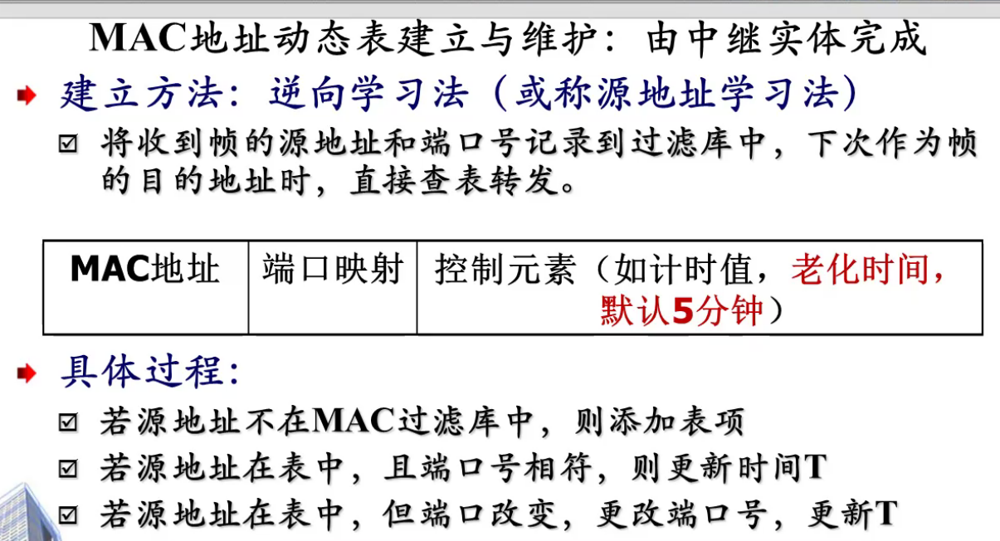 MAC地址动态表建立与维护：由中继实体完成
建立方法：逆向学习法（或称源地址学习法）
将收到帧的源地址和端口号记录到过滤库中，下次作为帧
的目的地址时，直接查表转发。
MAC地址 端口映射 控制元素（如计时值，老化时间，
默认5分钟）
具体过程：
若源地址不在MAC过滤库中，则添加表项
若源地址在表中，且端口号相符，则更新时间T
若源地址在表中，但端口改变，更改端口号，更新T